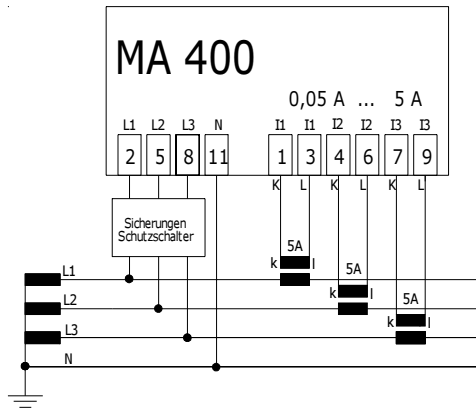 MA 400
0,05 A ... 5 A
L1 L2 L3 N I1 I1 I2 I2 I3 I3
2 5 8 11 1 3 4 6 7 9
K L K L K L
Sicherungen
Schutzschalter
5A
k l
L1
5A
k l
L2
5A
k l
L3
N